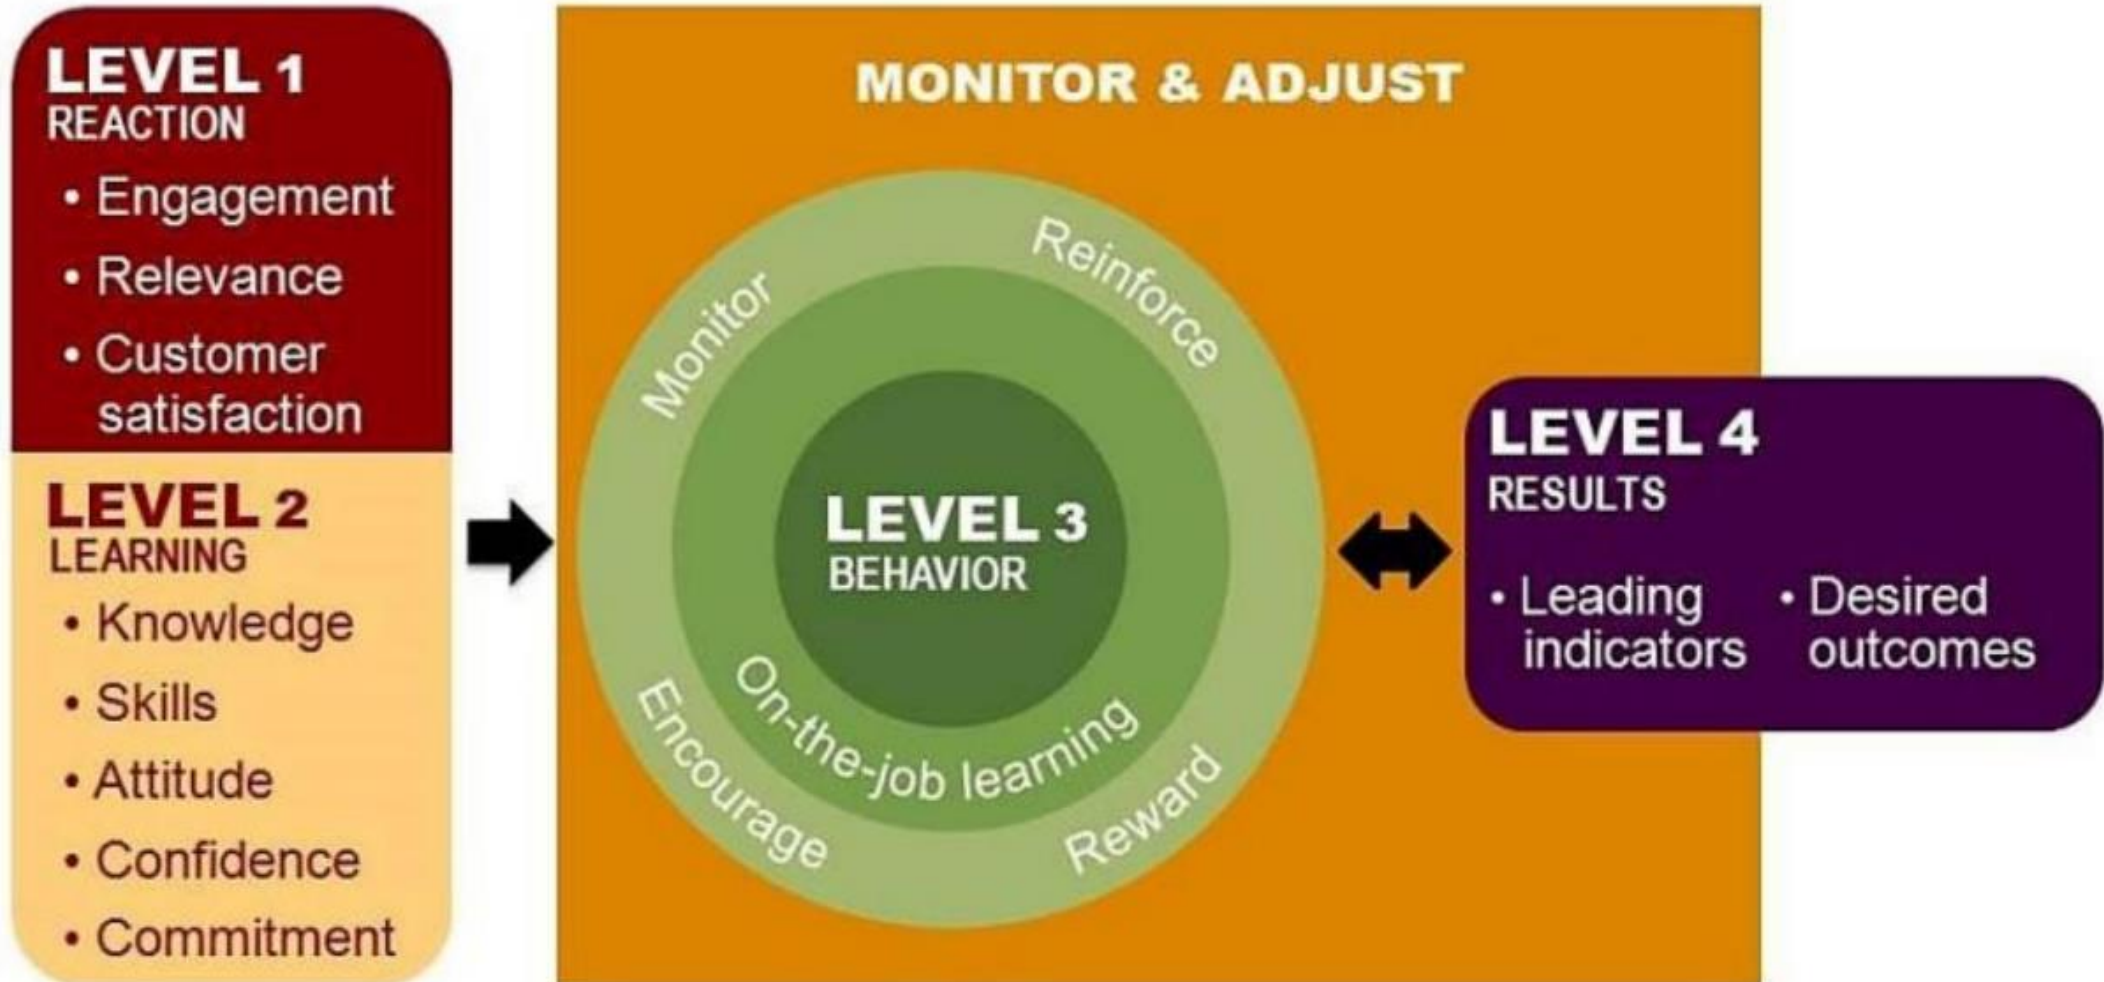 LEVEL 1
REACTION
• Engagement
• Relevance
• Customer
satisfaction
LEVEL 2
LEARNING
• Knowledge
• Skills
• Attitude
• Confidence
• Commitment
MONITOR & ADJUST
Monitor
Reinforce
LEVEL 3
BEHAVIOR
On-the-job learning
Encourage
Reward
LEVEL 4
RESULTS
• Leading
indicators
• Desired
outcomes